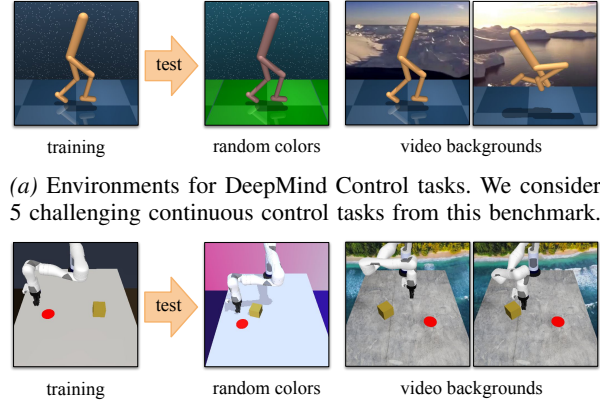 test
training random colors video backgrounds
(a) Environments for DeepMind Control tasks. We consider
5 challenging continuous control tasks from this benchmark.
test
training random colors video backgrounds